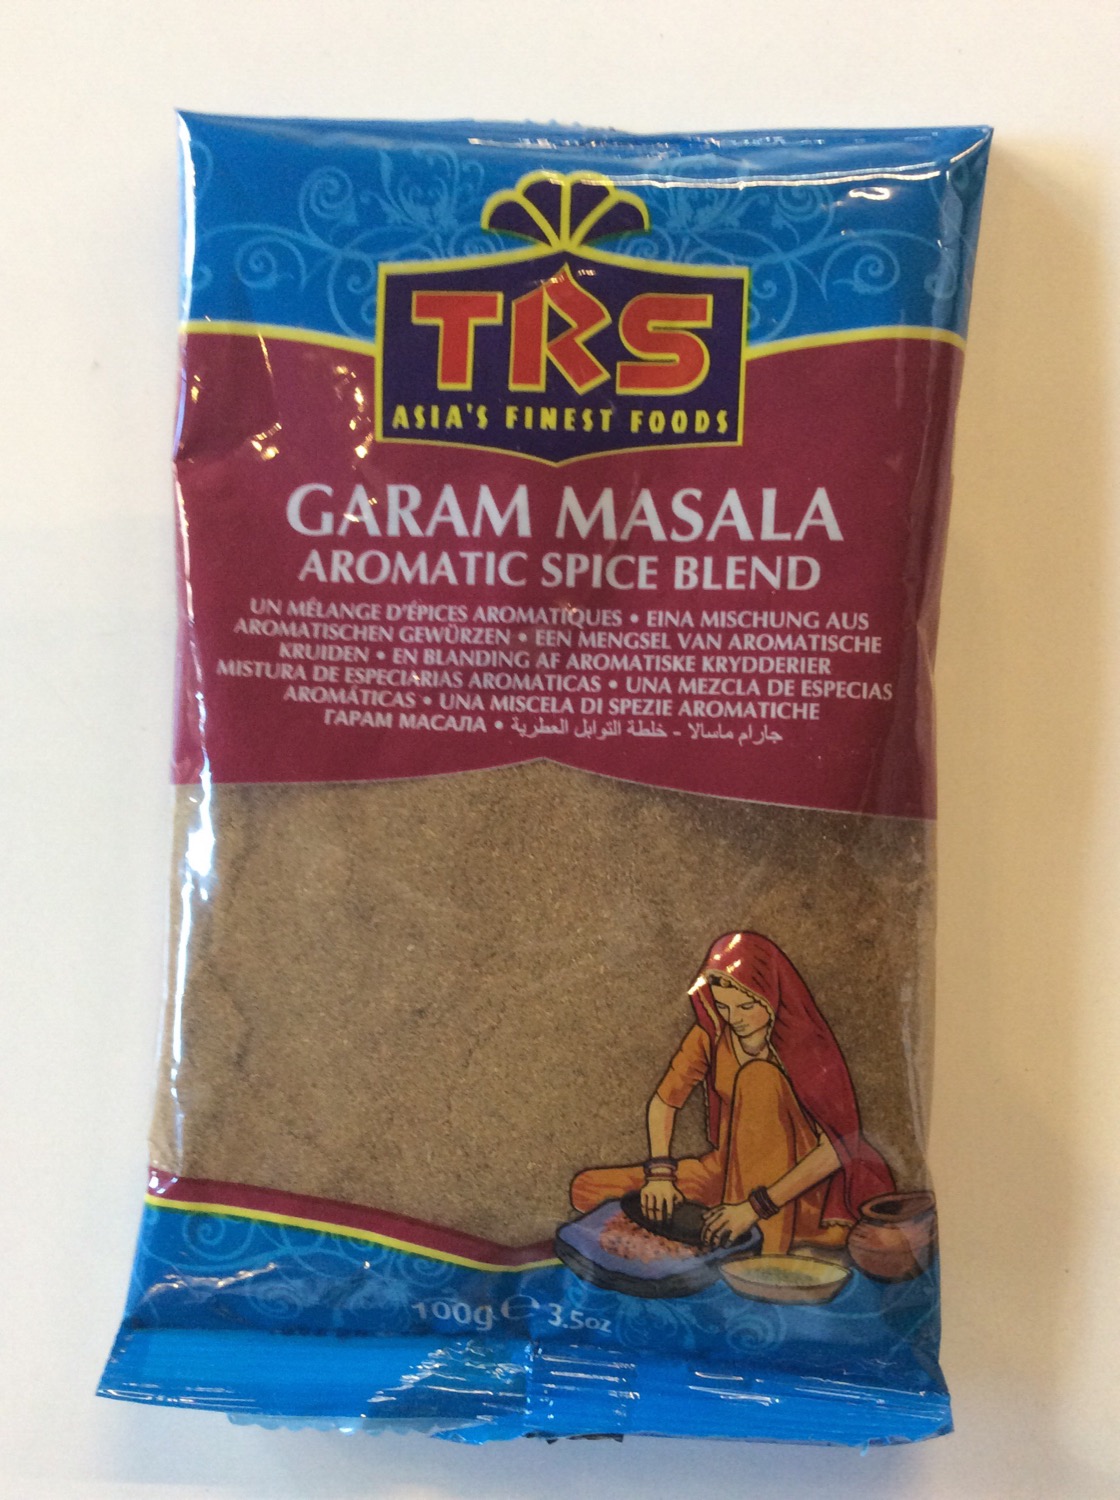 TRS
ASIA'S FINEST FOODS
GARAM MASALA
AROMATIC SPICE BLEND
UN MÉLANGE D'ÉPICES AROMATIQUES • EINA MISCHUNG AUS
AROMATISCHEN GEWÜRZEN • EEN MENGSEL VAN AROMATISCHE
KRUIDEN • EN BLANDING AF AROMATISKE KRYDDERIER
MISTURA DE ESPECIARIAS AROMATICAS • UNA MEZCLA DE ESPECIAS
AROMÁTICAS • UNA MISCELA DI SPEZIE AROMATICHE
ГАРАМ МАСАЛА • جارام ماسالا - خلطة التوابل العطرية
100g ℮ 3.5oz